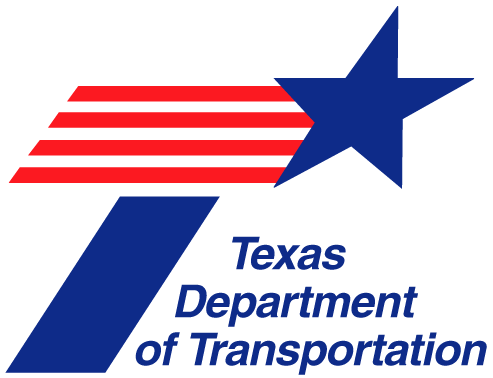 Texas
Department
of Transportation